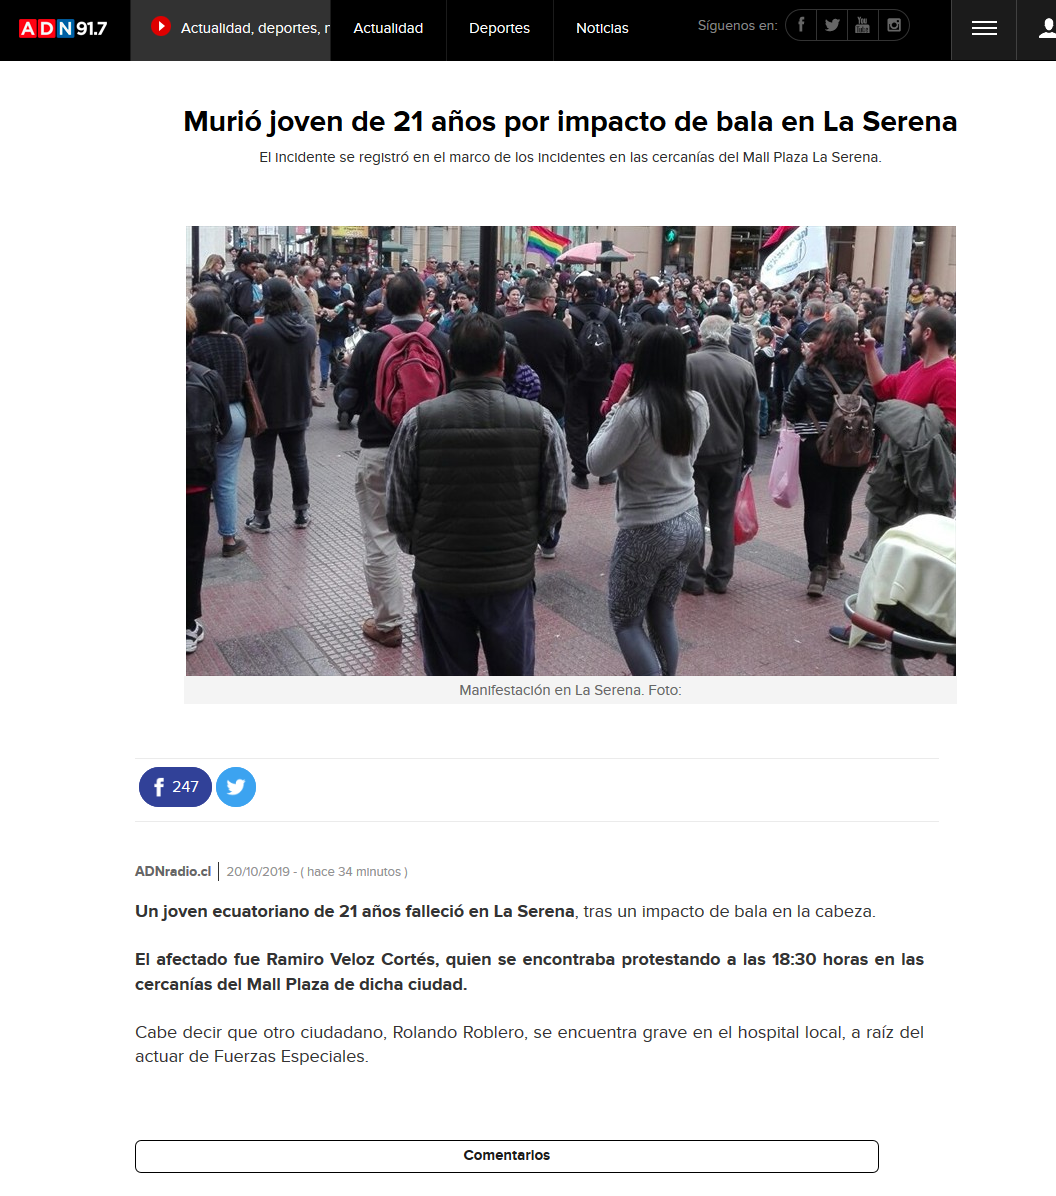 ADN 91.7
Actualidad, deportes, r
Actualidad
Deportes
Noticias
Síguenos en:
You
Tube
Murió joven de 21 años por impacto de bala en La Serena
El incidente se registró en el marco de los incidentes en las cercanías del Mall Plaza La Serena.
Manifestación en La Serena. Foto:
247
ADNradio.cl
20/10/2019 - ( hace 34 minutos )
Un joven ecuatoriano de 21 años falleció en La Serena, tras un impacto de bala en la cabeza.
El afectado fue Ramiro Veloz Cortés, quien se encontraba protestando a las 18:30 horas en las
cercanías del Mall Plaza de dicha ciudad.
Cabe decir que otro ciudadano, Rolando Roblero, se encuentra grave en el hospital local, a raíz del
actuar de Fuerzas Especiales.
Comentarios